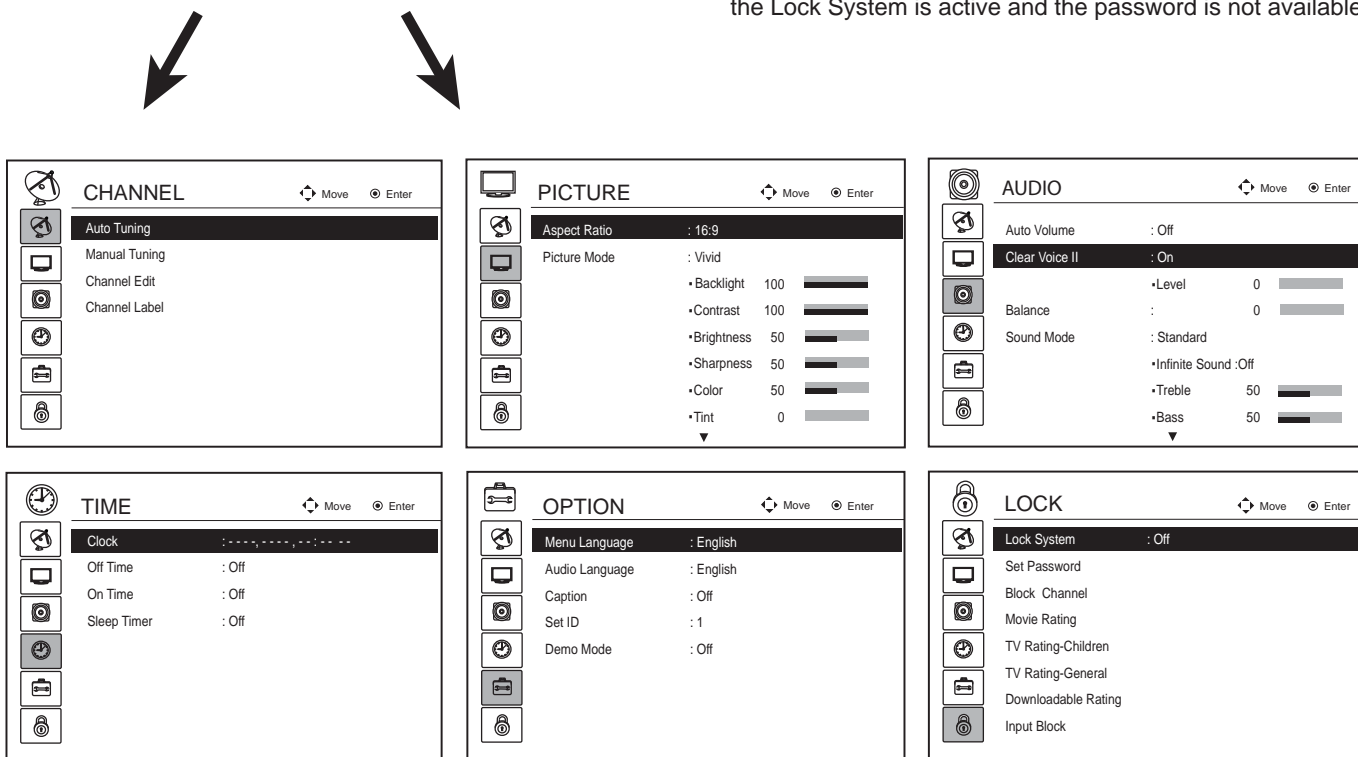 the Lock System is active and the password is not available
CHANNEL Move Enter
Auto Tuning
Manual Tuning
Channel Edit
Channel Label
PICTURE Move Enter
Aspect Ratio : 16:9
Picture Mode : Vivid
▪ Backlight 100
▪Contrast 100
▪Brightness 50
▪Sharpness 50
▪Color 50
▪Tint 0
▼
AUDIO Move Enter
Auto Volume : Off
Clear Voice II : On
▪Level 0
Balance : 0
Sound Mode : Standard
▪Infinite Sound :Off
▪Treble 50
▪Bass 50
▼
TIME Move Enter
Clock : - - - -, - - - - , - - : - - - -
Off Time : Off
On Time : Off
Sleep Timer : Off
OPTION Move Enter
Menu Language : English
Audio Language : English
Caption : Off
Set ID : 1
Demo Mode : Off
LOCK Move Enter
Lock System : Off
Set Password
Block Channel
Movie Rating
TV Rating-Children
TV Rating-General
Downloadable Rating
Input Block